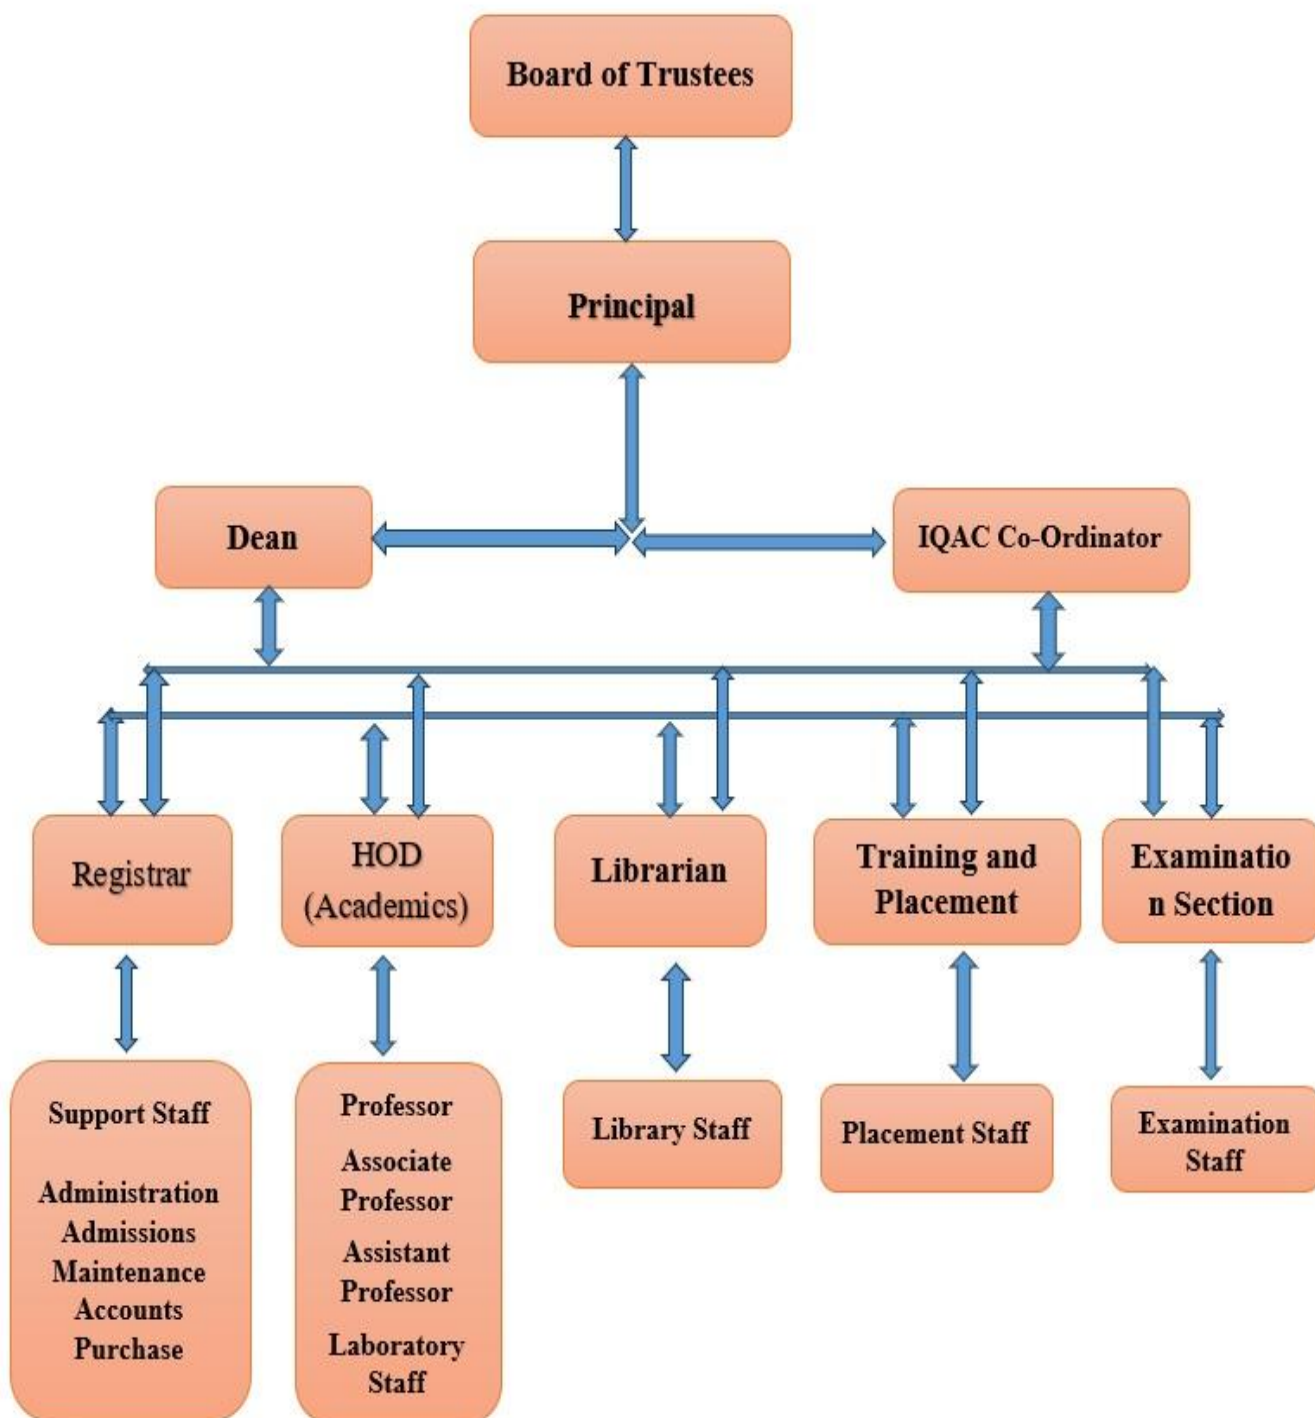 Board of Trustees
Principal
Dean
IQAC Co-Ordinator
Registrar
HOD
(Academics)
Librarian
Training and
Placement
Examinatio
n Section
Support Staff
Administration
Admissions
Maintenance
Accounts
Purchase
Professor
Associate
Professor
Assistant
Professor
Laboratory
Staff
Library Staff
Placement Staff
Examination
Staff